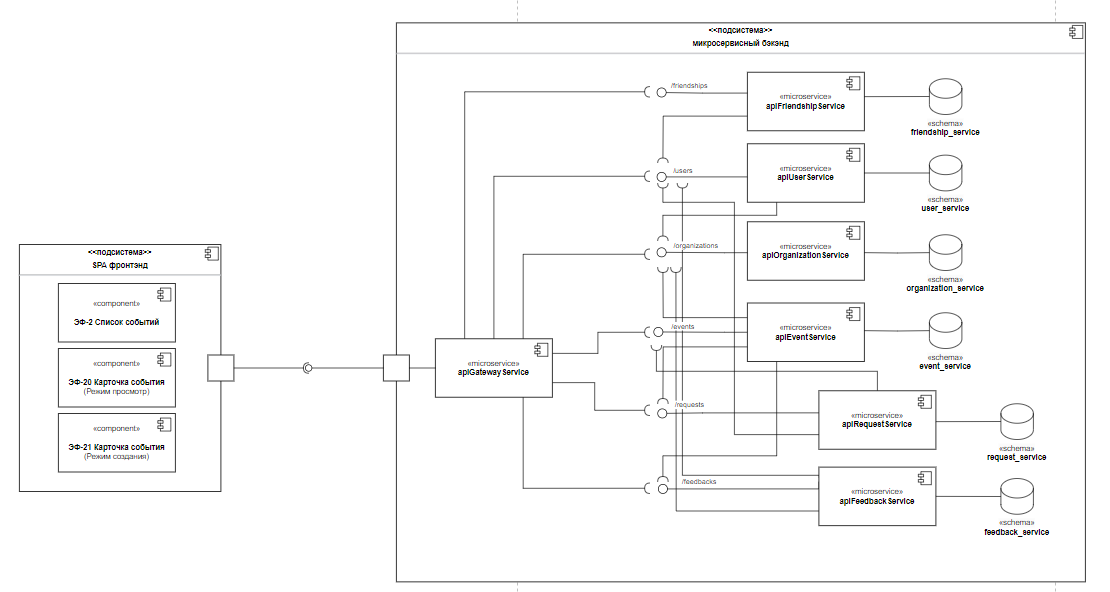 <<подсистема>>
микросервисный бэкэнд
/friendships
«microservice»
apiFriendshipService
«schema»
friendship_service
/users
«microservice»
apiUserService
«schema»
user_service
/organizations
«microservice»
apiOrganizationService
«schema»
organization_service
/events
«microservice»
apiEventService
«schema»
event_service
«microservice»
apiGatewayService
/requests
«microservice»
apiRequestService
«schema»
request_service
/feedbacks
«microservice»
apiFeedbackService
«schema»
feedback_service
<<подсистема>>
SPA фронтэнд
«component»
ЭФ-2 Список событий
«component»
ЭФ-20 Карточка события
(Режим просмотр)
«component»
ЭФ-21 Карточка события
(Режим создания)